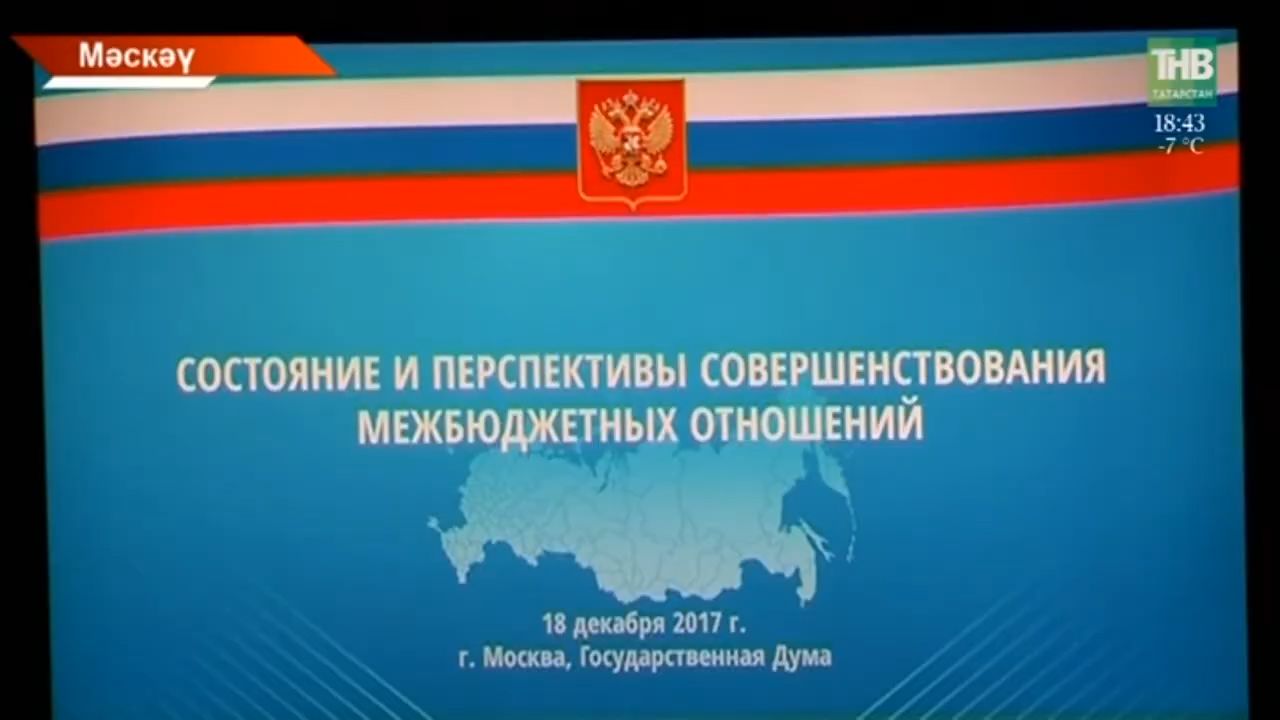 Мәскәү
ТНВ
ТАТАРСТАН
18:43
-7 °C
СОСТОЯНИЕ И ПЕРСПЕКТИВЫ СОВЕРШЕНСТВОВАНИЯ
МЕЖБЮДЖЕТНЫХ ОТНОШЕНИЙ
18 декабря 2017 г.
г. Москва, Государственная Дума